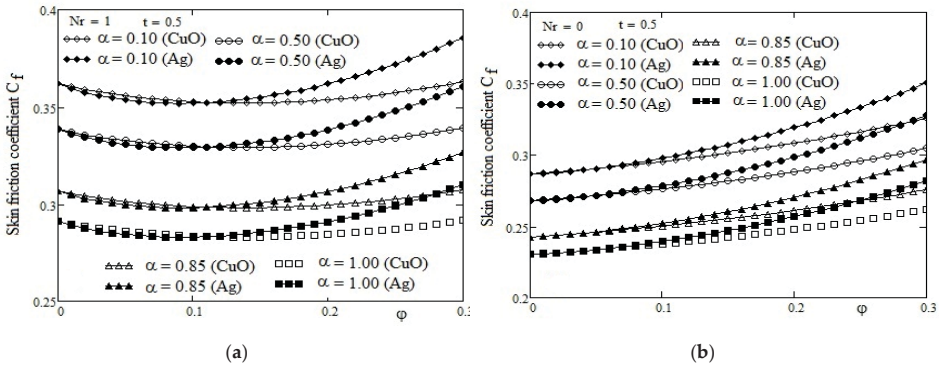 0.4
Nr = 1 t = 0.5
α = 0.10 (CuO) α = 0.50 (CuO)
α = 0.10 (Ag) α = 0.50 (Ag)
0.35
Skin friction coefficient C_f
0.3
α = 0.85 (CuO) α = 1.00 (CuO)
α = 0.85 (Ag) α = 1.00 (Ag)
0.25
0 0.1 0.2 φ 0.3
(a)
0.4
Nr = 0 t = 0.5
α = 0.10 (CuO) α = 0.85 (CuO)
α = 0.10 (Ag) α = 0.85 (Ag)
α = 0.50 (CuO) α = 1.00 (CuO)
α = 0.50 (Ag) α = 1.00 (Ag)
0.35
Skin friction coefficient C_f
0.3
0.25
0.2
0 0.1 0.2 φ 0.3
(b)